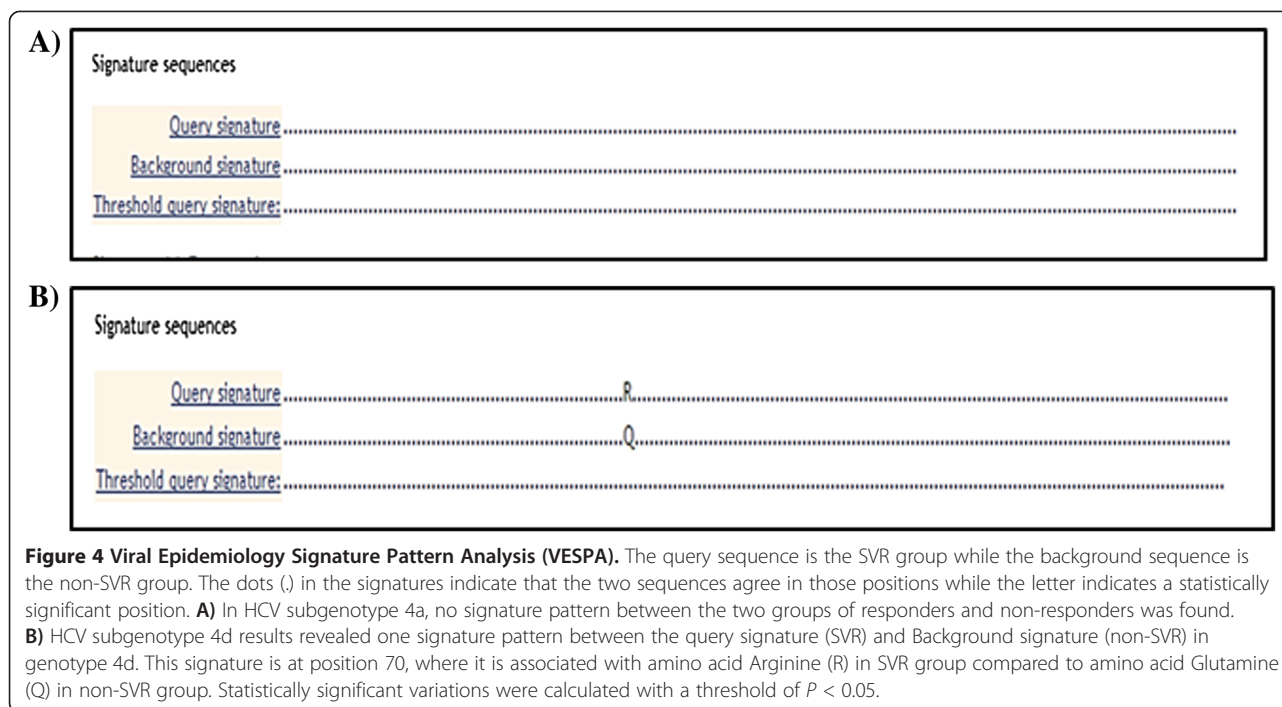 A)
Signature sequences
Query signature................................................................................
Background signature................................................................................
Threshold query signature:................................................................................
B)
Signature sequences
Query signature........................................R........................................
Background signature........................................Q........................................
Threshold query signature:................................................................................
Figure 4 Viral Epidemiology Signature Pattern Analysis (VESPA). The query sequence is the SVR group while the background sequence is
the non-SVR group. The dots (.) in the signatures indicate that the two sequences agree in those positions while the letter indicates a statistically
significant position. A) In HCV subgenotype 4a, no signature pattern between the two groups of responders and non-responders was found.
B) HCV subgenotype 4d results revealed one signature pattern between the query signature (SVR) and Background signature (non-SVR) in
genotype 4d. This signature is at position 70, where it is associated with amino acid Arginine (R) in SVR group compared to amino acid Glutamine
(Q) in non-SVR group. Statistically significant variations were calculated with a threshold of P < 0.05.